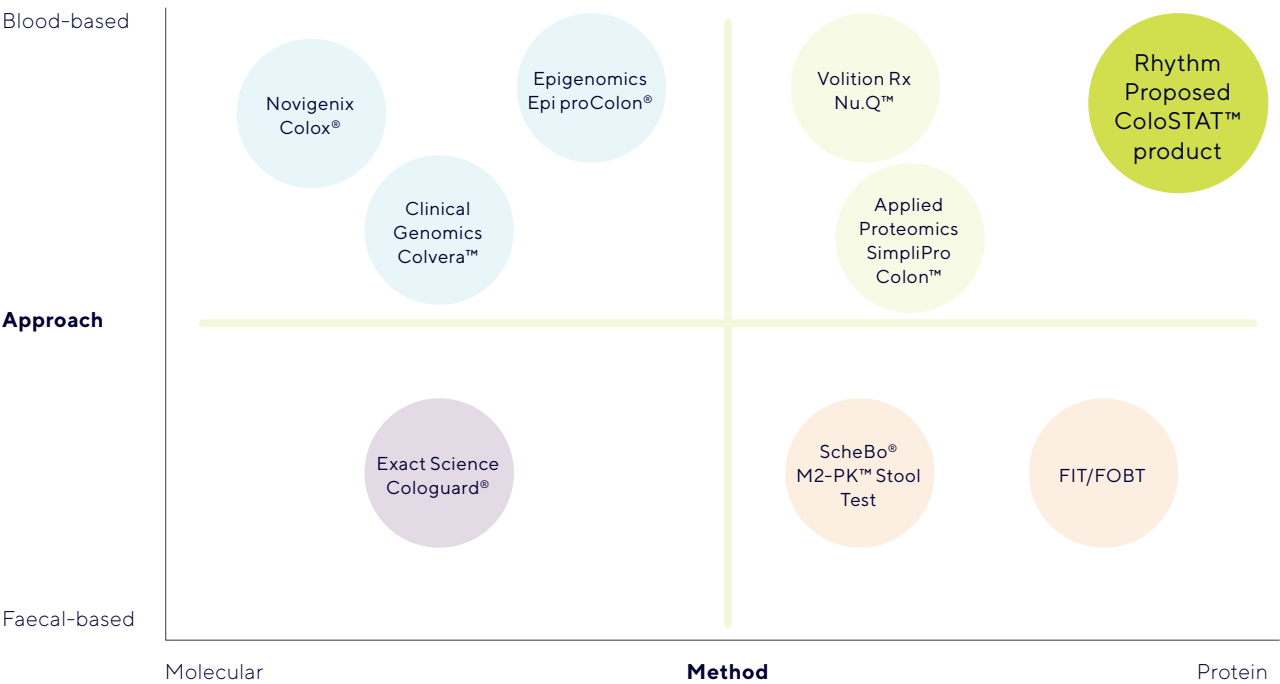 Blood-based
Novigenix
Colox®
Epigenomics
Epi proColon®
Clinical
Genomics
Colvera™
Volition Rx
Nu.Q™
Applied
Proteomics
SimpliPro
Colon™
Rhythm
Proposed
ColoSTAT™
product
Approach
Exact Science
Cologuard®
ScheBo®
M2-PK™ Stool
Test
FIT/FOBT
Faecal-based
Molecular
Method
Protein